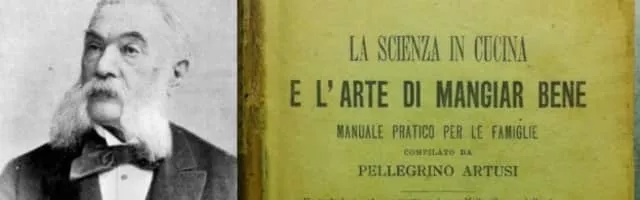 LA SCIENZA IN CUCINA
E L'ARTE DI MANGIAR BENE
MANUALE PRATICO PER LE FAMIGLIE
COMPILATO DA
PELLEGRINO ARTUSI